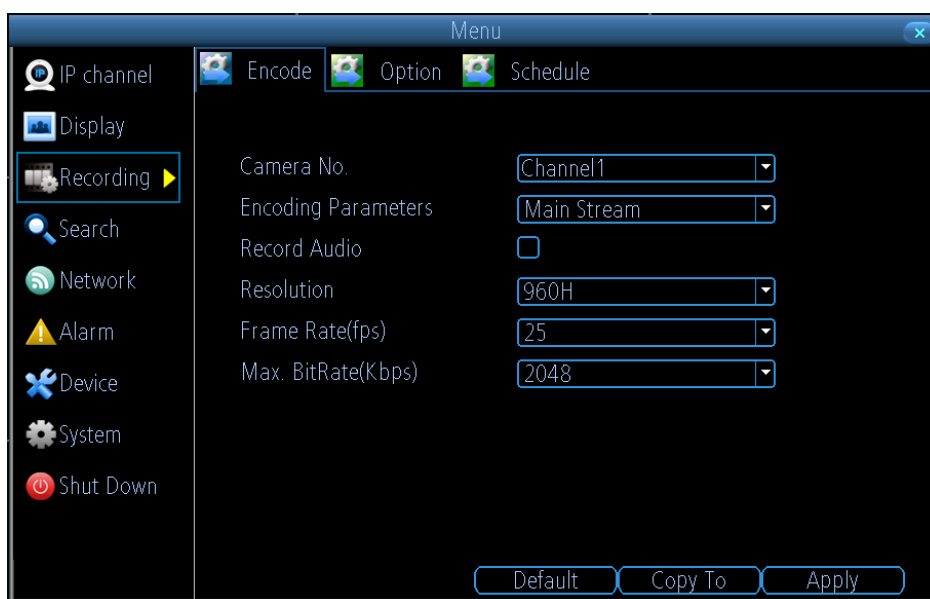 Menu
IP channel
Display
Recording
Search
Network
Alarm
Device
System
Shut Down
Encode Option Schedule
Camera No. Channel1
Encoding Parameters Main Stream
Record Audio
Resolution 960H
Frame Rate(fps) 25
Max. BitRate(Kbps) 2048
Default Copy To Apply